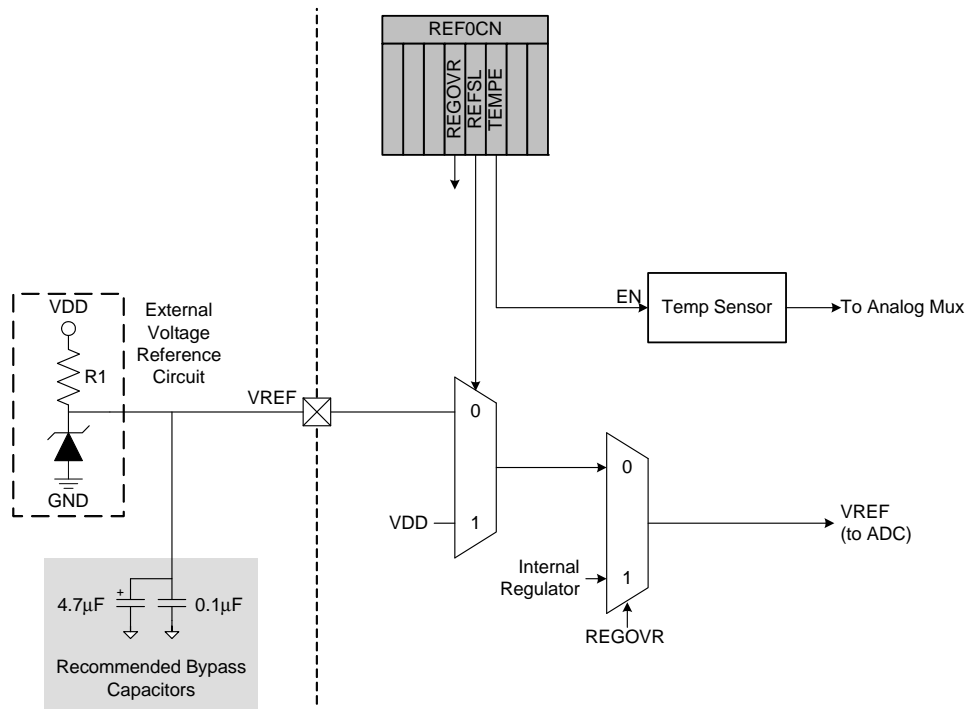 REF0CN
REGOVR
REFSL
TEMPE
EN
Temp Sensor
To Analog Mux
VDD
R1
GND
External
Voltage
Reference
Circuit
VREF
0
1
VDD
0
1
Internal
Regulator
REGOVR
VREF
(to ADC)
4.7μF
+
0.1μF
Recommended Bypass
Capacitors